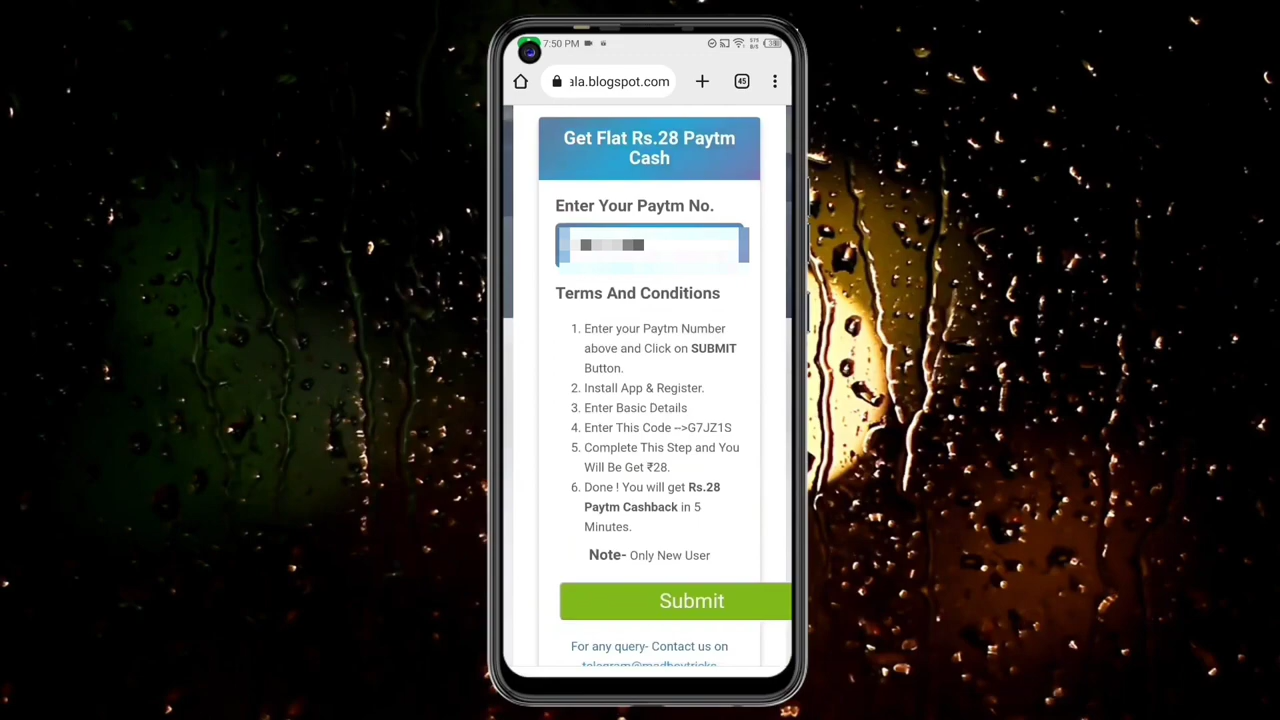 7:50 PM
ala.blogspot.com
45
Get Flat Rs.28 Paytm
Cash
Enter Your Paytm No.
Terms And Conditions
1. Enter your Paytm Number
above and Click on SUBMIT
Button.
2. Install App & Register.
3. Enter Basic Details
4. Enter This Code -->G7JZ1S
5. Complete This Step and You
Will Be Get ₹28.
6. Done ! You will get Rs.28
Paytm Cashback in 5
Minutes.
Note- Only New User
Submit
For any query- Contact us on
telegram@madboytricks